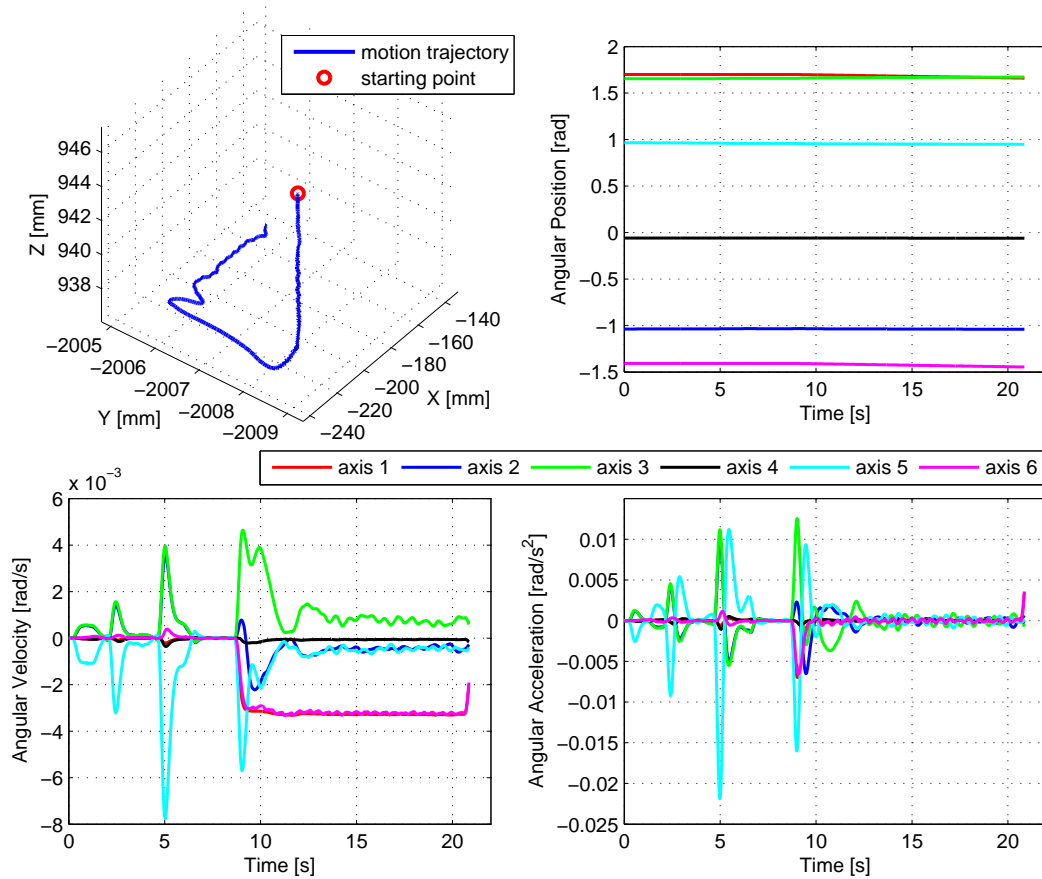 motion trajectory
starting point
946
944
942
940
938
Z [mm]
−2005
−2006
−2007
−2008
−2009
Y [mm]
−140
−160
−180
−200
−220
−240
X [mm]
2
1.5
1
0.5
0
−0.5
−1
−1.5
Angular Position [rad]
0 5 10 15 20
Time [s]
axis 1 axis 2 axis 3 axis 4 axis 5 axis 6
x 10−3
6
4
2
0
−2
−4
−6
−8
Angular Velocity [rad/s]
0 5 10 15 20
Time [s]
0.01
0.005
0
−0.005
−0.01
−0.015
−0.02
−0.025
Angular Acceleration [rad/s2]
0 5 10 15 20
Time [s]